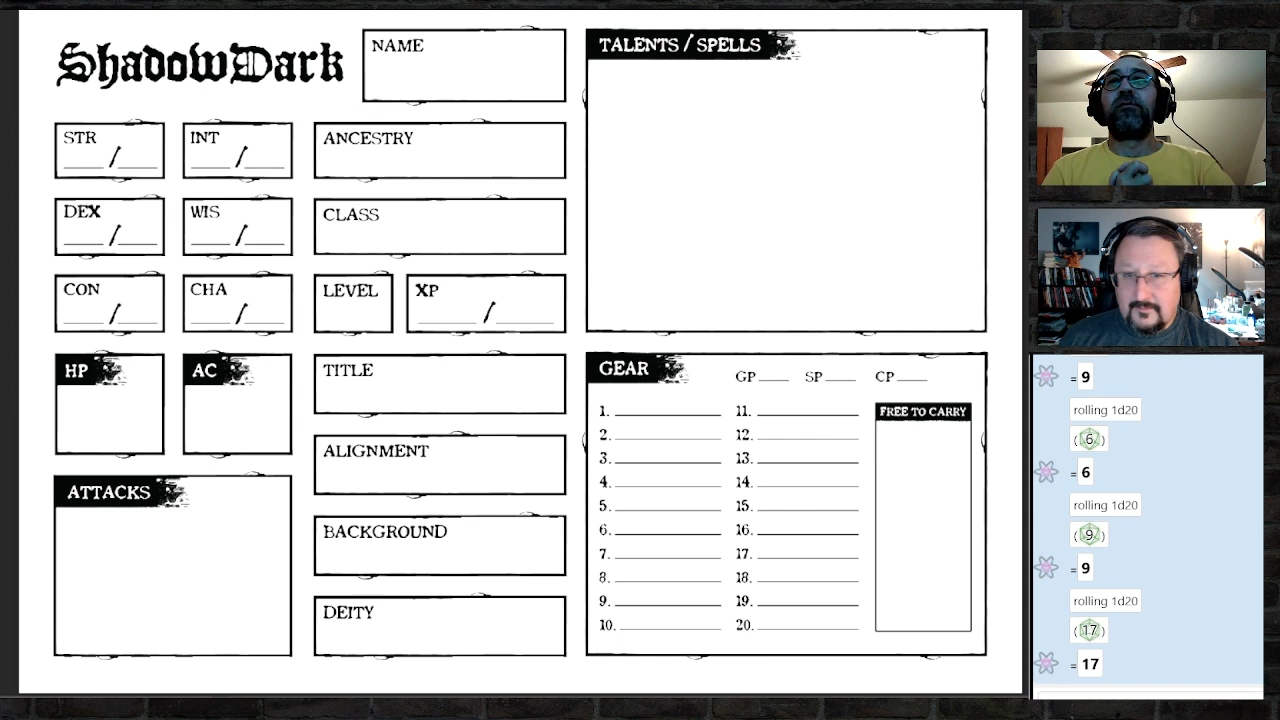 ShadowDark
NAME
STR
/
INT
/
DEX
/
WIS
/
CON
/
CHA
/
ANCESTRY
CLASS
LEVEL
XP
/
HP
AC
ATTACKS
TITLE
ALIGNMENT
BACKGROUND
DEITY
TALENTS / SPELLS
GEAR
GP
SP
CP
1.
2.
3.
4.
5.
6.
7.
8.
9.
10.
11.
12.
13.
14.
15.
16.
17.
18.
19.
20.
FREE TO CARRY
= 9
rolling 1d20
(6)
= 6
rolling 1d20
(9)
= 9
rolling 1d20
(17)
= 17